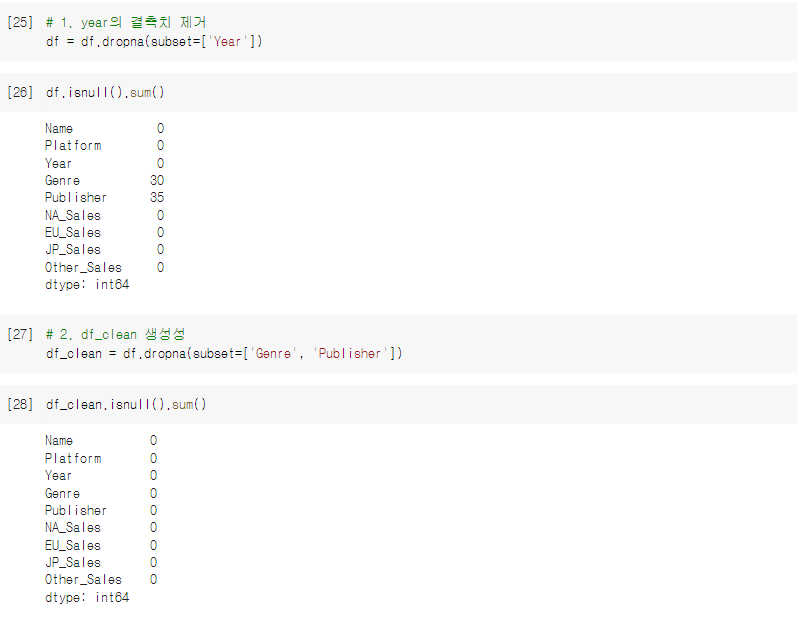 [25] # 1. year의 결측치 제거
df = df.dropna(subset=['Year'])
[26] df.isnull().sum()
Name 0
Platform 0
Year 0
Genre 30
Publisher 35
NA_Sales 0
EU_Sales 0
JP_Sales 0
Other_Sales 0
dtype: int64
[27] # 2. df_clean 생성성
df_clean = df.dropna(subset=['Genre', 'Publisher'])
[28] df_clean.isnull().sum()
Name 0
Platform 0
Year 0
Genre 0
Publisher 0
NA_Sales 0
EU_Sales 0
JP_Sales 0
Other_Sales 0
dtype: int64